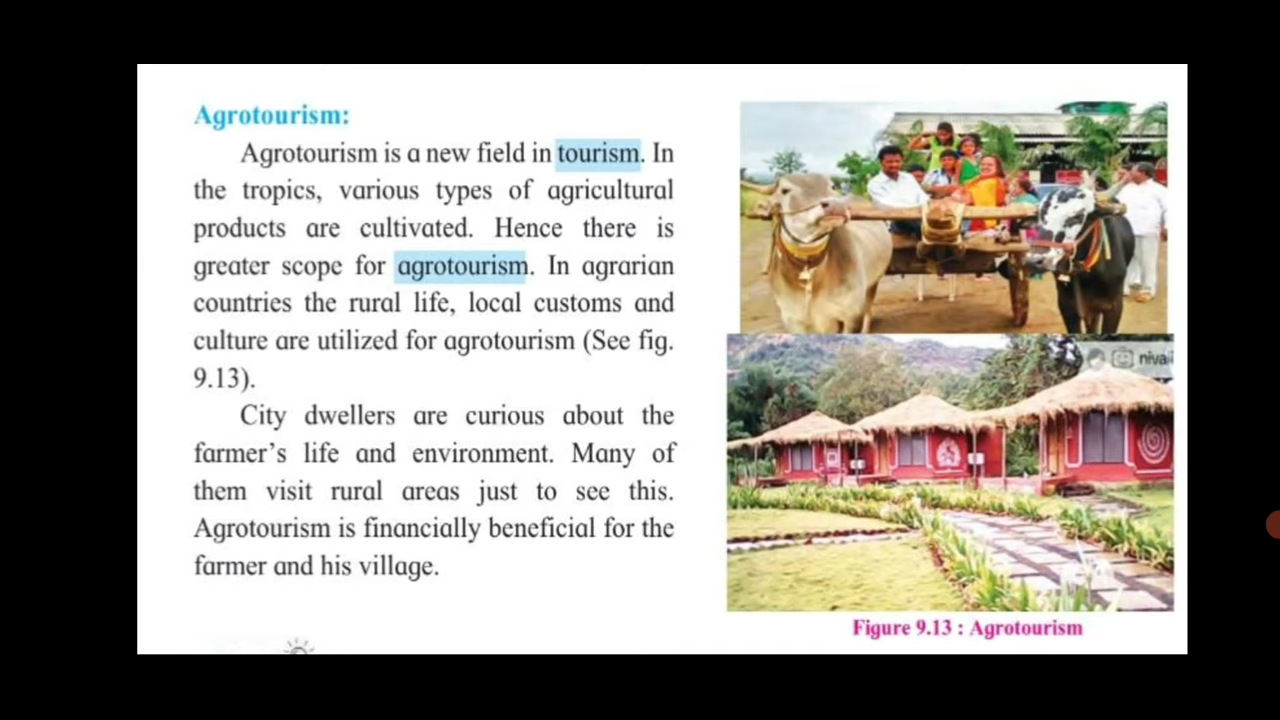 Agrotourism:
Agrotourism is a new field in tourism. In
the tropics, various types of agricultural
products are cultivated. Hence there is
greater scope for agrotourism. In agrarian
countries the rural life, local customs and
culture are utilized for agrotourism (See fig.
9.13).
City dwellers are curious about the
farmer's life and environment. Many of
them visit rural areas just to see this.
Agrotourism is financially beneficial for the
farmer and his village.
Figure 9.13 : Agrotourism